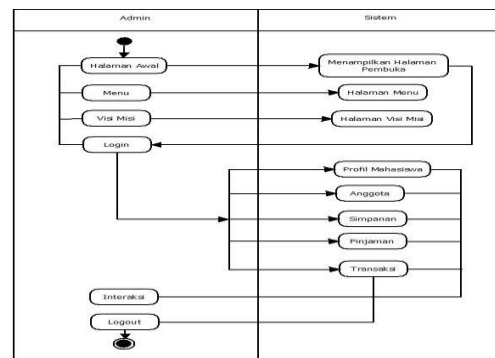 Admin
Sistem
Halaman Awal
Menampilkan Halaman
Pembuka
Menu
Halaman Menu
Visi Misi
Halaman Visi Misi
Login
Profil Mahasiswa
Anggota
Simpanan
Pinjaman
Transaksi
Interaksi
Logout